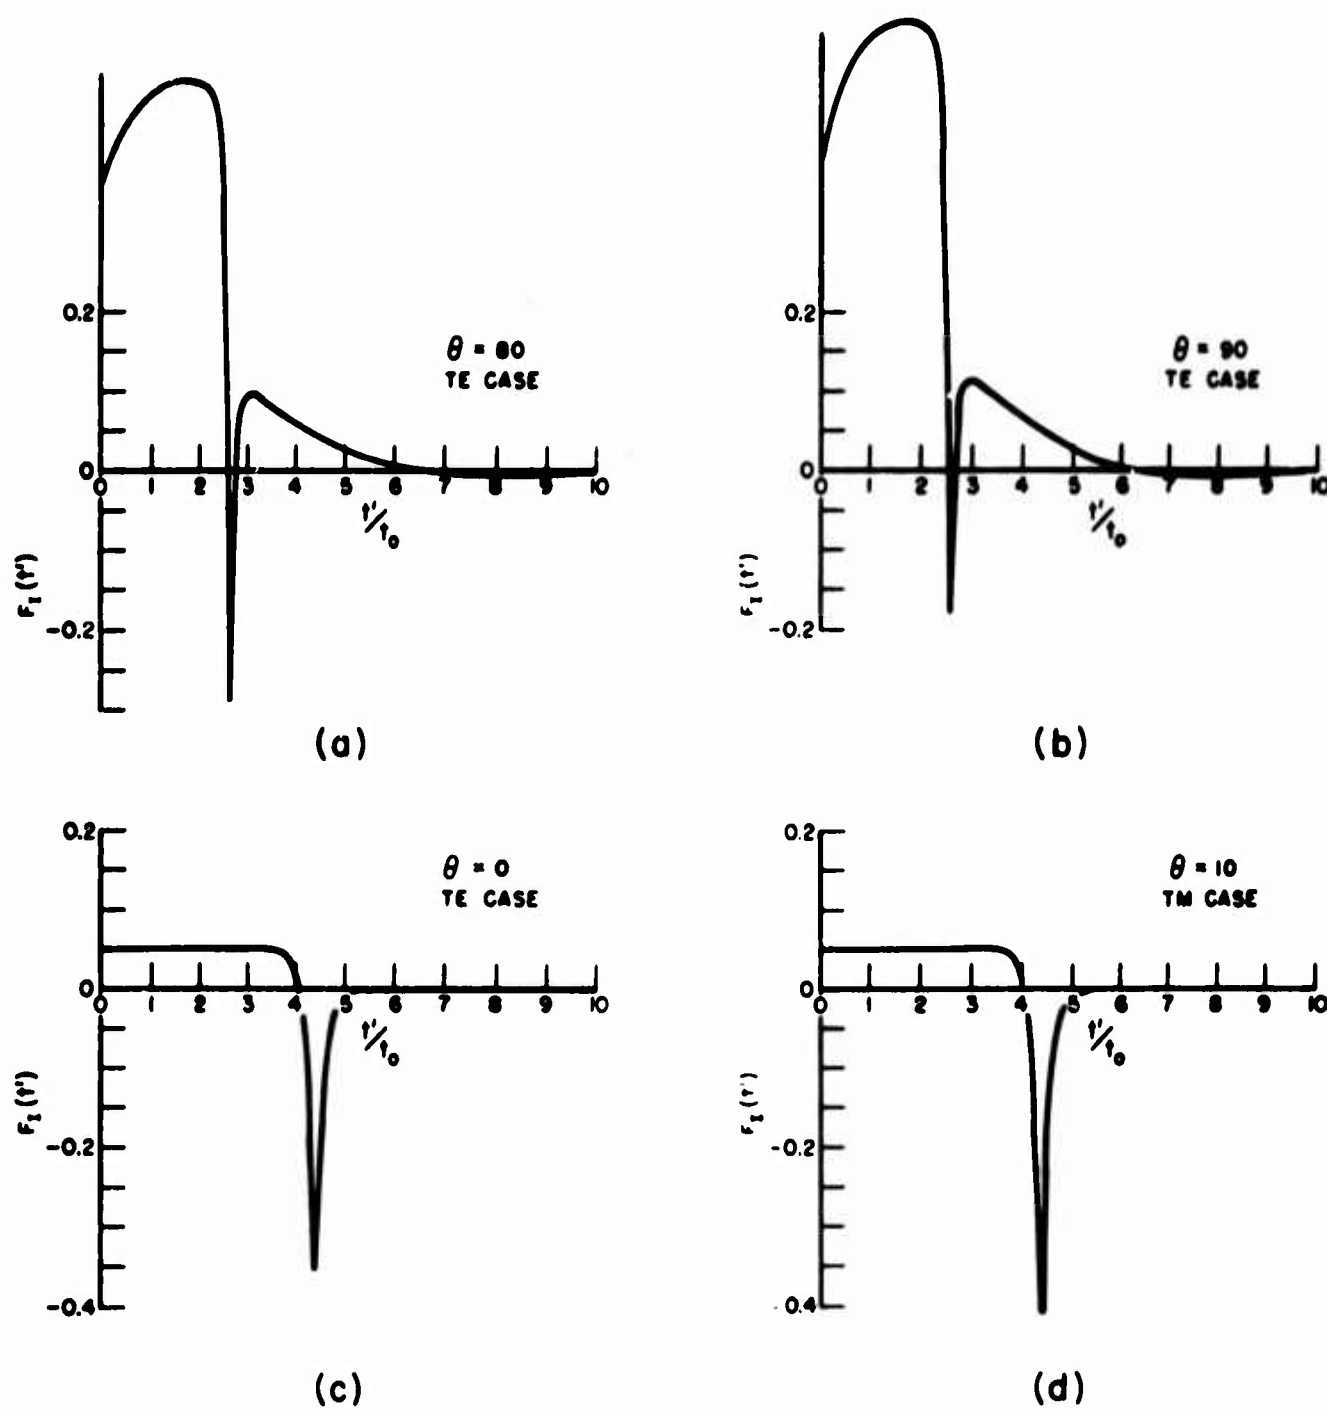 0.2
θ = 80
TE CASE
0
0 1 2 3 4 5 6 7 8 9 10
t'/t₀
F_I(t')
-0.2
(a)
0.2
θ = 90
TE CASE
0
0 1 2 3 4 5 6 7 8 9 10
t'/t₀
F_I(t')
-0.2
(b)
0.2
θ = 0
TE CASE
0
0 1 2 3 4 5 6 7 8 9 10
t'/t₀
F_I(t')
-0.2
-0.4
(c)
0.2
θ = 10
TM CASE
0
0 1 2 3 4 5 6 7 8 9 10
t'/t₀
F_I(t')
-0.2
0.4
(d)